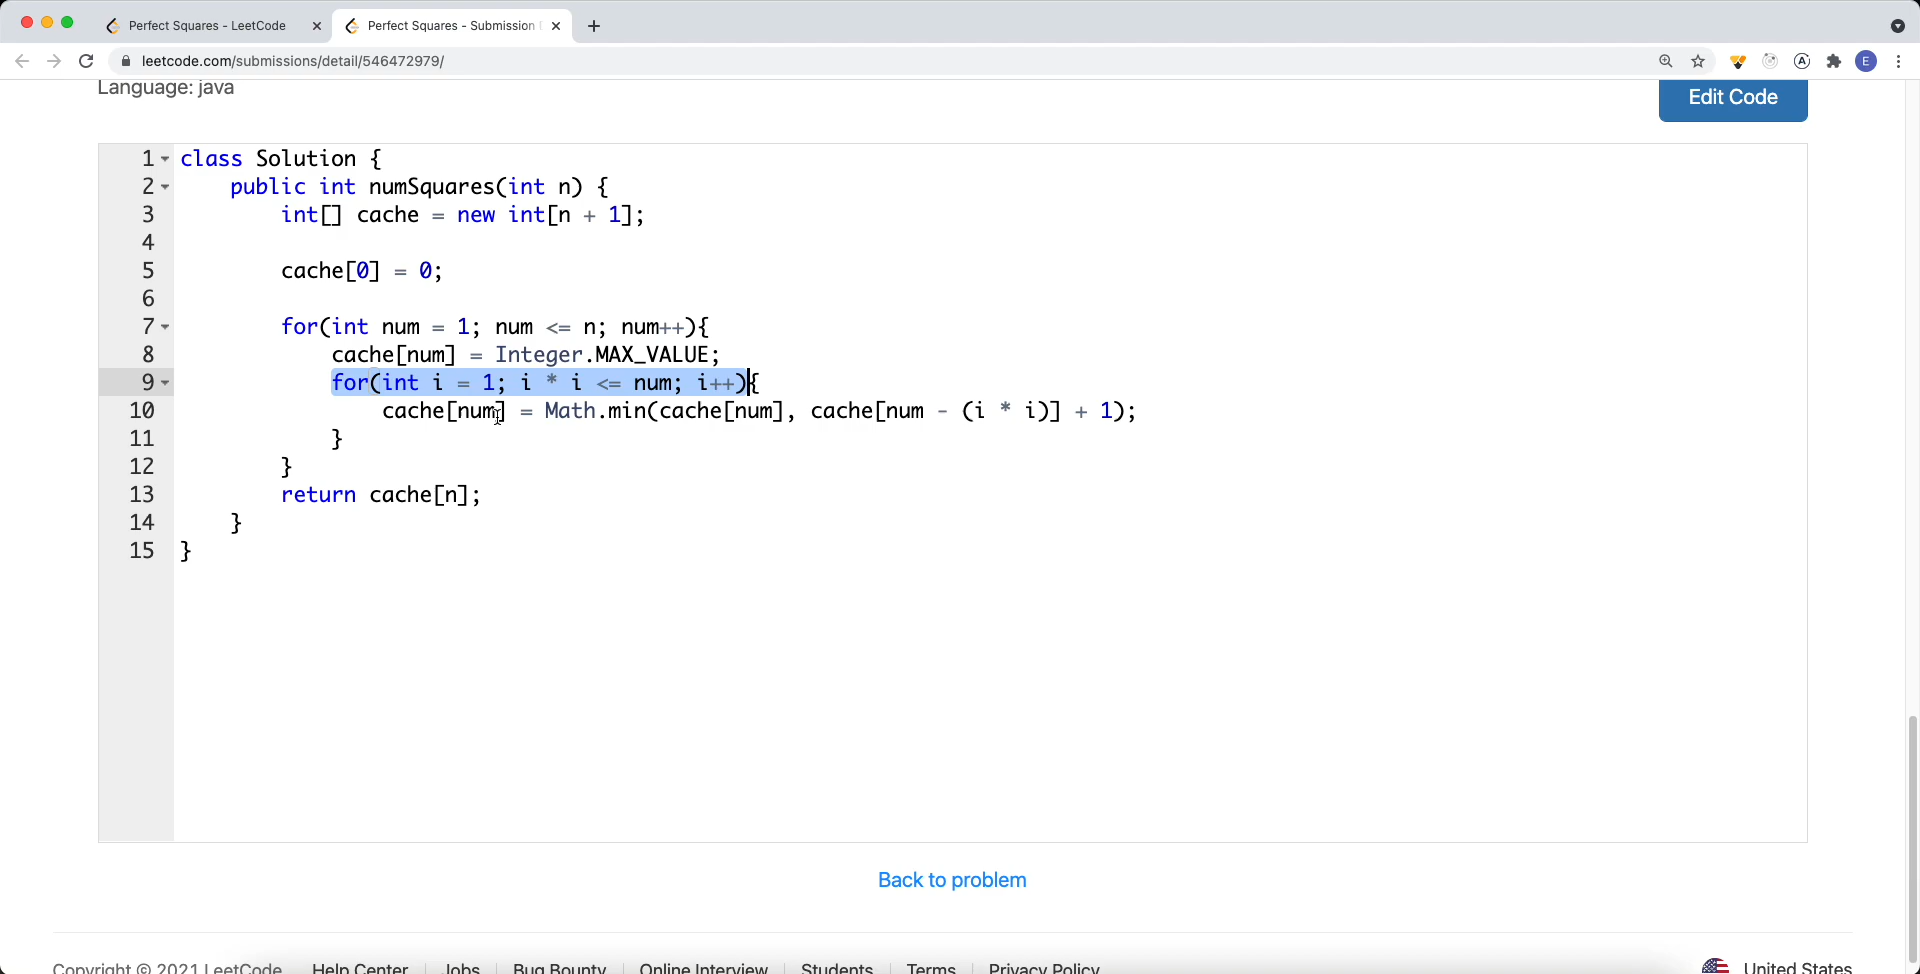 Perfect Squares - LeetCode
Perfect Squares - Submission
leetcode.com/submissions/detail/546472979/
E
Language: java
Edit Code
1 class Solution {
2     public int numSquares(int n) {
3         int[] cache = new int[n + 1];
4
5         cache[0] = 0;
6
7         for(int num = 1; num <= n; num++){
8             cache[num] = Integer.MAX_VALUE;
9             for(int i = 1; i * i <= num; i++){
10                 cache[num] = Math.min(cache[num], cache[num - (i * i)] + 1);
11             }
12         }
13         return cache[n];
14     }
15 }
Back to problem
Copyright © 2021 LeetCode Help Center Jobs Bug Bounty Online Interview Students Terms Privacy Policy United States